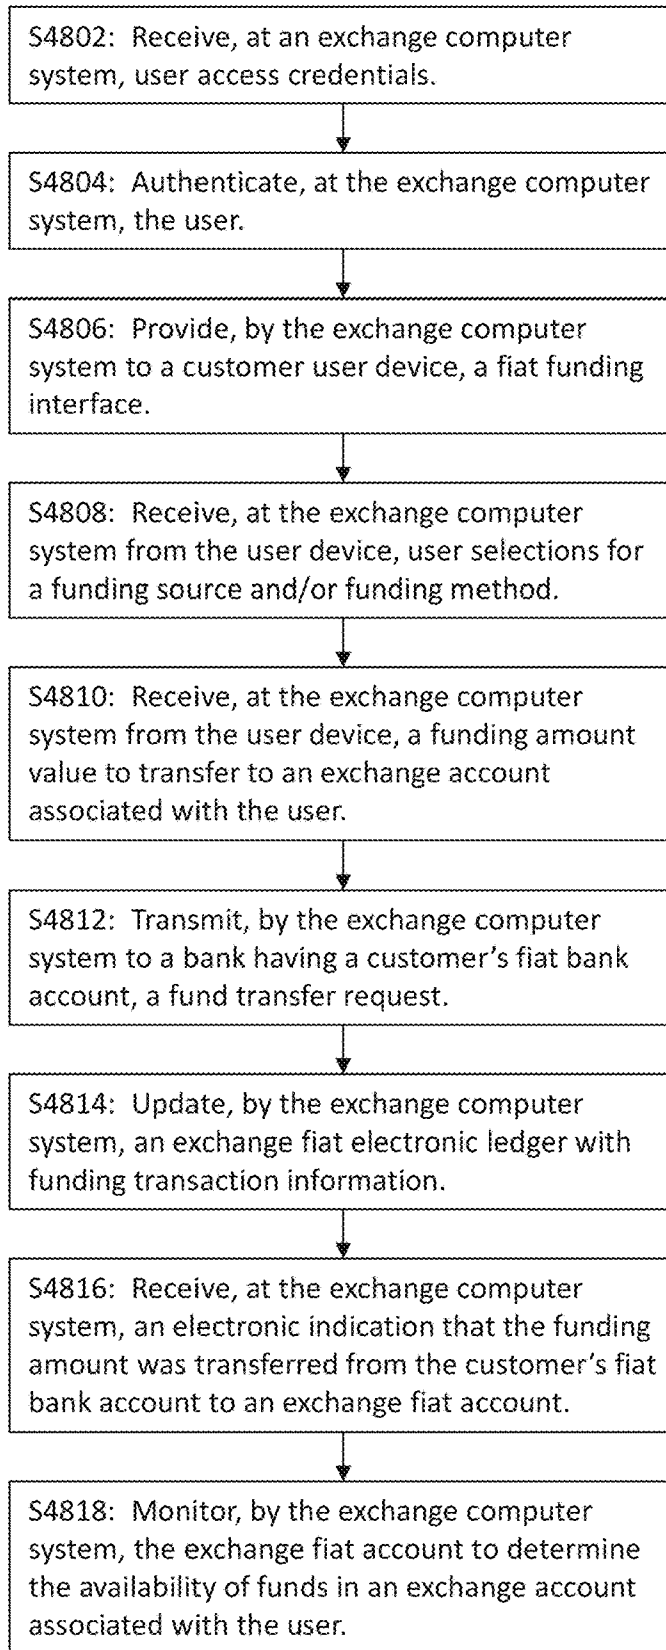 S4802: Receive, at an exchange computer
system, user access credentials.
S4804: Authenticate, at the exchange computer
system, the user.
S4806: Provide, by the exchange computer
system to a customer user device, a fiat funding
interface.
S4808: Receive, at the exchange computer
system from the user device, user selections for
a funding source and/or funding method.
S4810: Receive, at the exchange computer
system from the user device, a funding amount
value to transfer to an exchange account
associated with the user.
S4812: Transmit, by the exchange computer
system to a bank having a customer's fiat bank
account, a fund transfer request.
S4814: Update, by the exchange computer
system, an exchange fiat electronic ledger with
funding transaction information.
S4816: Receive, at the exchange computer
system, an electronic indication that the funding
amount was transferred from the customer's fiat
bank account to an exchange fiat account.
S4818: Monitor, by the exchange computer
system, the exchange fiat account to determine
the availability of funds in an exchange account
associated with the user.